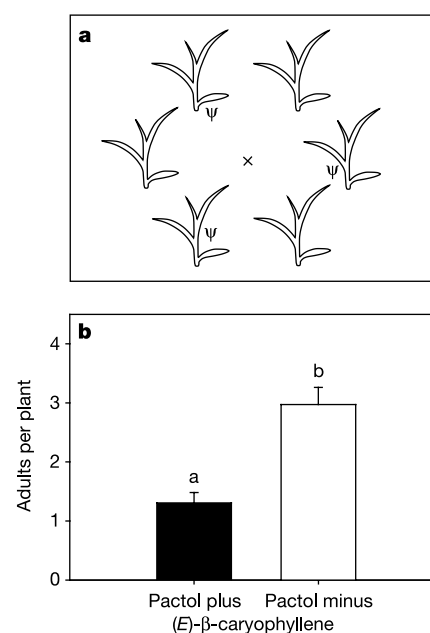 a
ψ
×
ψ
ψ
b
4
3
2
1
0
Adults per plant
a
b
Pactol plus Pactol minus
(E)-β-caryophyllene